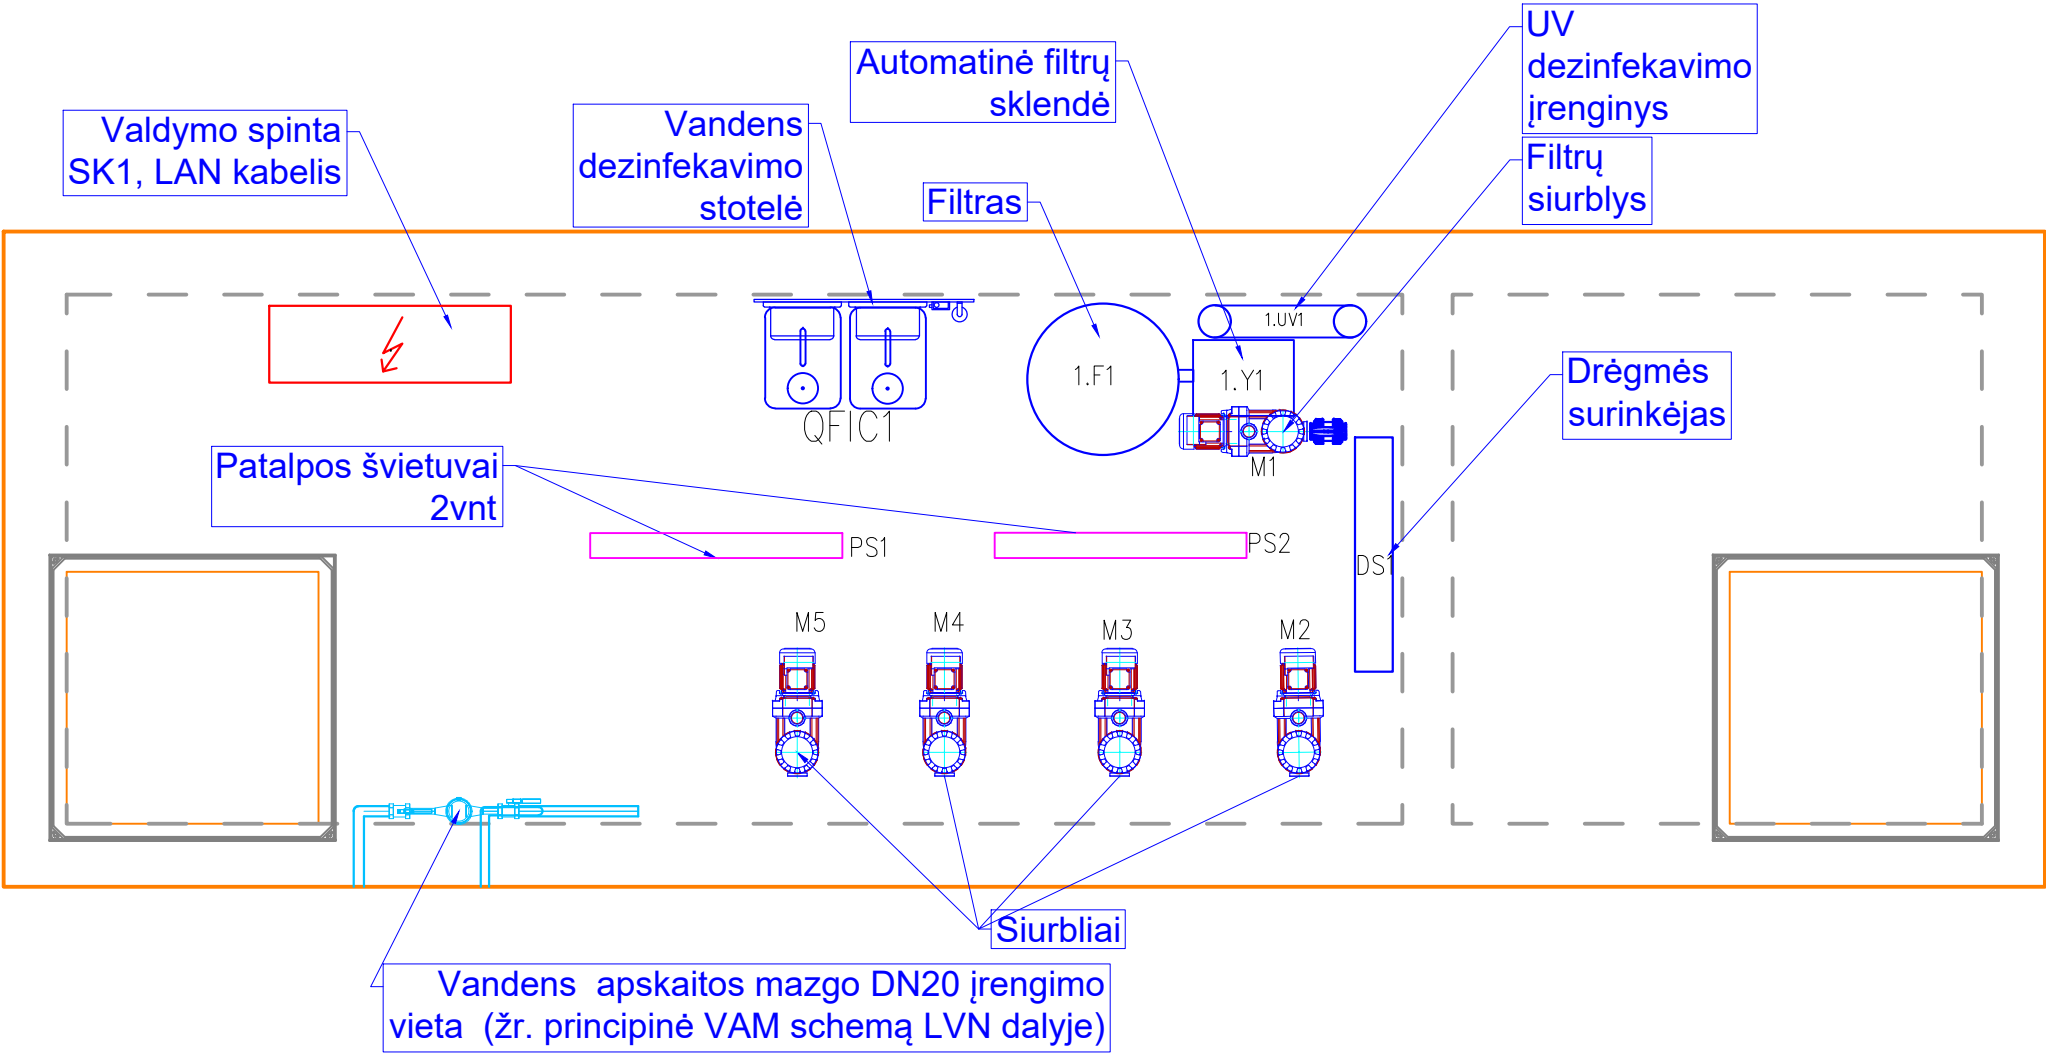 UV
dezinfekavimo
įrenginys
Automatinė filtrų
sklendė
Vandens
dezinfekavimo
stotelė
Valdymo spinta
SK1, LAN kabelis
Filtrų
siurblys
Filtras
1.UV1
1.F1
1.Y1
QFIC1
M1
Drėgmės
surinkėjas
Patalpos švietuvai
2vnt
PS1
PS2
DS1
M5
M4
M3
M2
Siurbliai
Vandens  apskaitos mazgo DN20 įrengimo
vieta  (žr. principinė VAM schemą LVN dalyje)